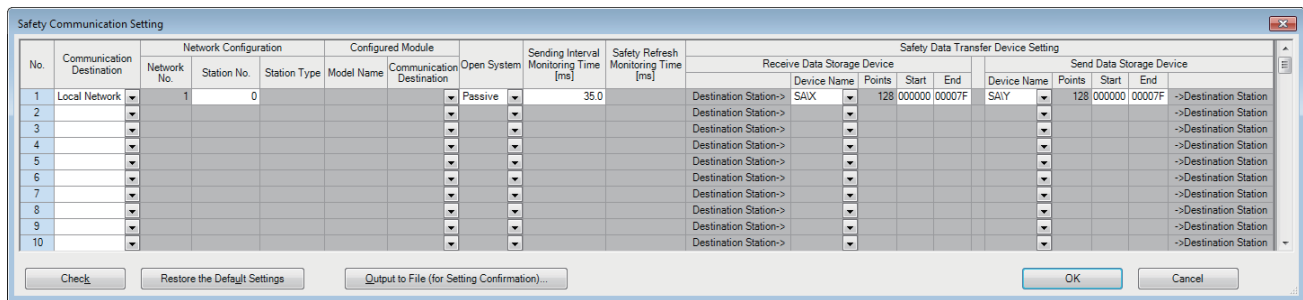 Safety Communication Setting
No. Communication Destination Network Configuration Configured Module Open System Sending Interval Monitoring Time [ms] Safety Refresh Monitoring Time [ms] Safety Data Transfer Device Setting
Network No. Station No. Station Type Model Name Communication Destination Receive Data Storage Device Send Data Storage Device
Device Name Points Start End Device Name Points Start End
1 Local Network 1 0 Passive 35.0 Destination Station-> SA\X 128 000000 00007F SA\Y 128 000000 00007F ->Destination Station
2 Destination Station-> ->Destination Station
3 Destination Station-> ->Destination Station
4 Destination Station-> ->Destination Station
5 Destination Station-> ->Destination Station
6 Destination Station-> ->Destination Station
7 Destination Station-> ->Destination Station
8 Destination Station-> ->Destination Station
9 Destination Station-> ->Destination Station
10 Destination Station-> ->Destination Station
Check Restore the Default Settings Output to File (for Setting Confirmation)... OK Cancel